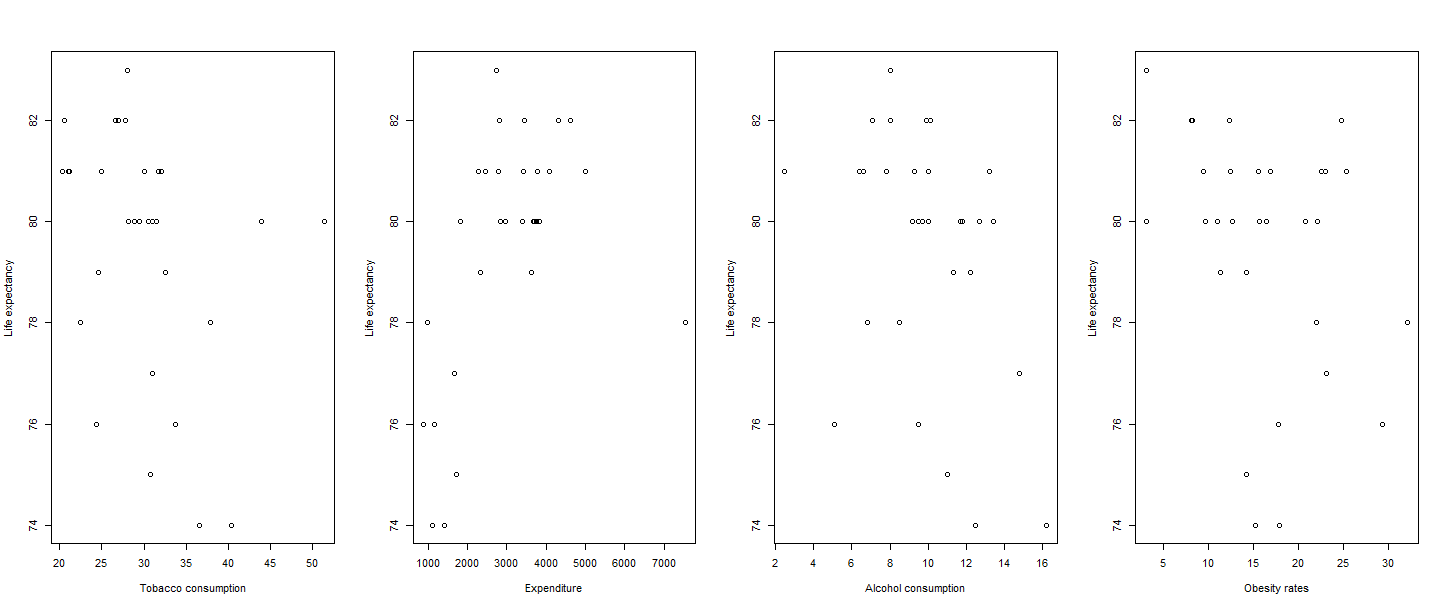 Life expectancy
82
80
78
76
74
20 25 30 35 40 45 50
Tobacco consumption
Life expectancy
82
80
78
76
74
1000 2000 3000 4000 5000 6000 7000
Expenditure
Life expectancy
82
80
78
76
74
2 4 6 8 10 12 14 16
Alcohol consumption
Life expectancy
82
80
78
76
74
5 10 15 20 25 30
Obesity rates